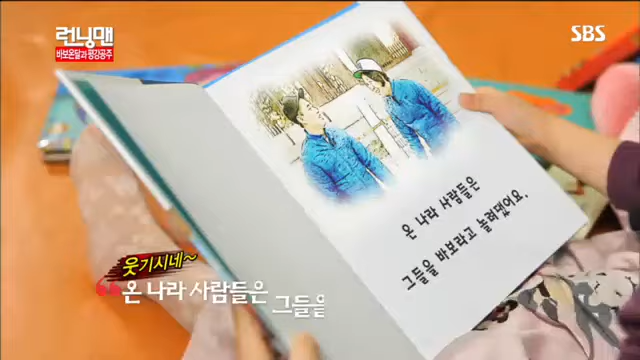 런닝맨
바보온달과 평강공주
SBS
온 나라 사람들은
그들을 바보라고 놀려댔어요.
웃기시네~
"온 나라 사람들은 그들을